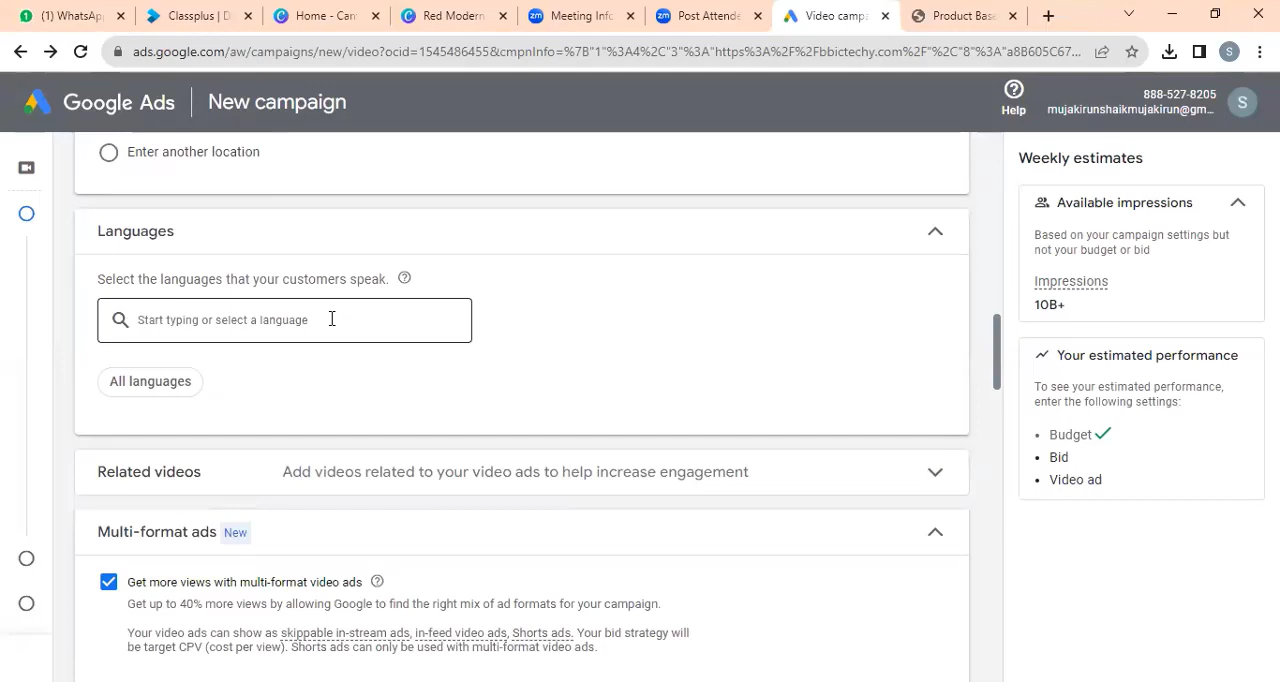 (1) WhatsA
Classplus | D
Home - Can
Red Modern
Meeting Info
Post Attende
Video campa
Product Base
ads.google.com/aw/campaigns/new/video?ocid=1545486455&cmpnInfo=%7B"1"%3A4%2C"3"%3A"https%3A%2F%2Fbbictechy.com%2F"%2C"8"%3A"a8B605C67...
S
Google Ads
New campaign
Help
888-527-8205
mujakirunshaikmujakirun@gm...
S
Enter another location
Languages
Select the languages that your customers speak.
Start typing or select a language
All languages
Related videos
Add videos related to your video ads to help increase engagement
Multi-format ads New
Get more views with multi-format video ads
Get up to 40% more views by allowing Google to find the right mix of ad formats for your campaign.
Your video ads can show as skippable in-stream ads, in-feed video ads, Shorts ads. Your bid strategy will
be target CPV (cost per view). Shorts ads can only be used with multi-format video ads.
Weekly estimates
Available impressions
Based on your campaign settings but
not your budget or bid
Impressions
10B+
Your estimated performance
To see your estimated performance,
enter the following settings:
Budget
Bid
Video ad